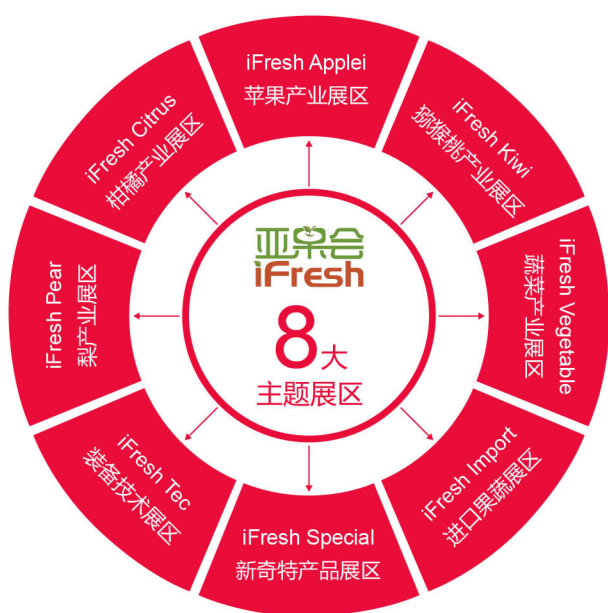 亚果会
iFresh
8大
主题展区
iFresh Applei
苹果产业展区
iFresh Kiwi
猕猴桃产业展区
iFresh Vegetable
蔬菜产业展区
iFresh Import
进口果蔬展区
iFresh Special
新奇特产品展区
iFresh Tec
装备技术展区
iFresh Pear
梨产业展区
iFresh Citrus
柑橘产业展区